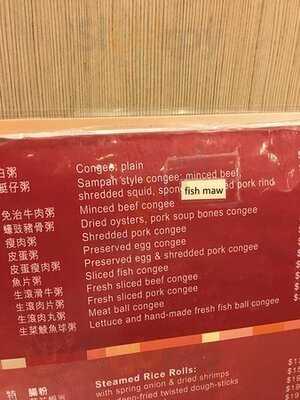 白粥 Congee: plain
艇仔粥 Sampan style congee: minced beef
shredded squid, fish maw pork rind
免治牛肉粥 Minced beef congee
蠔豉豬骨粥 Dried oysters, pork soup bones congee
瘦肉粥 Shredded pork congee
皮蛋粥 Preserved egg congee
皮蛋瘦肉粥 Preserved egg & shredded pork congee
魚片粥 Sliced fish congee
生滾滑牛粥 Fresh sliced beef congee
生滾肉片粥 Fresh sliced pork congee
生滾肉丸粥 Meat ball congee
生菜鯪魚球粥 Lettuce and hand-made fresh fish ball congee
特 腸粉 Steamed Rice Rolls:
with spring onion & dried shrimps
deep-fried twisted dough-sticks